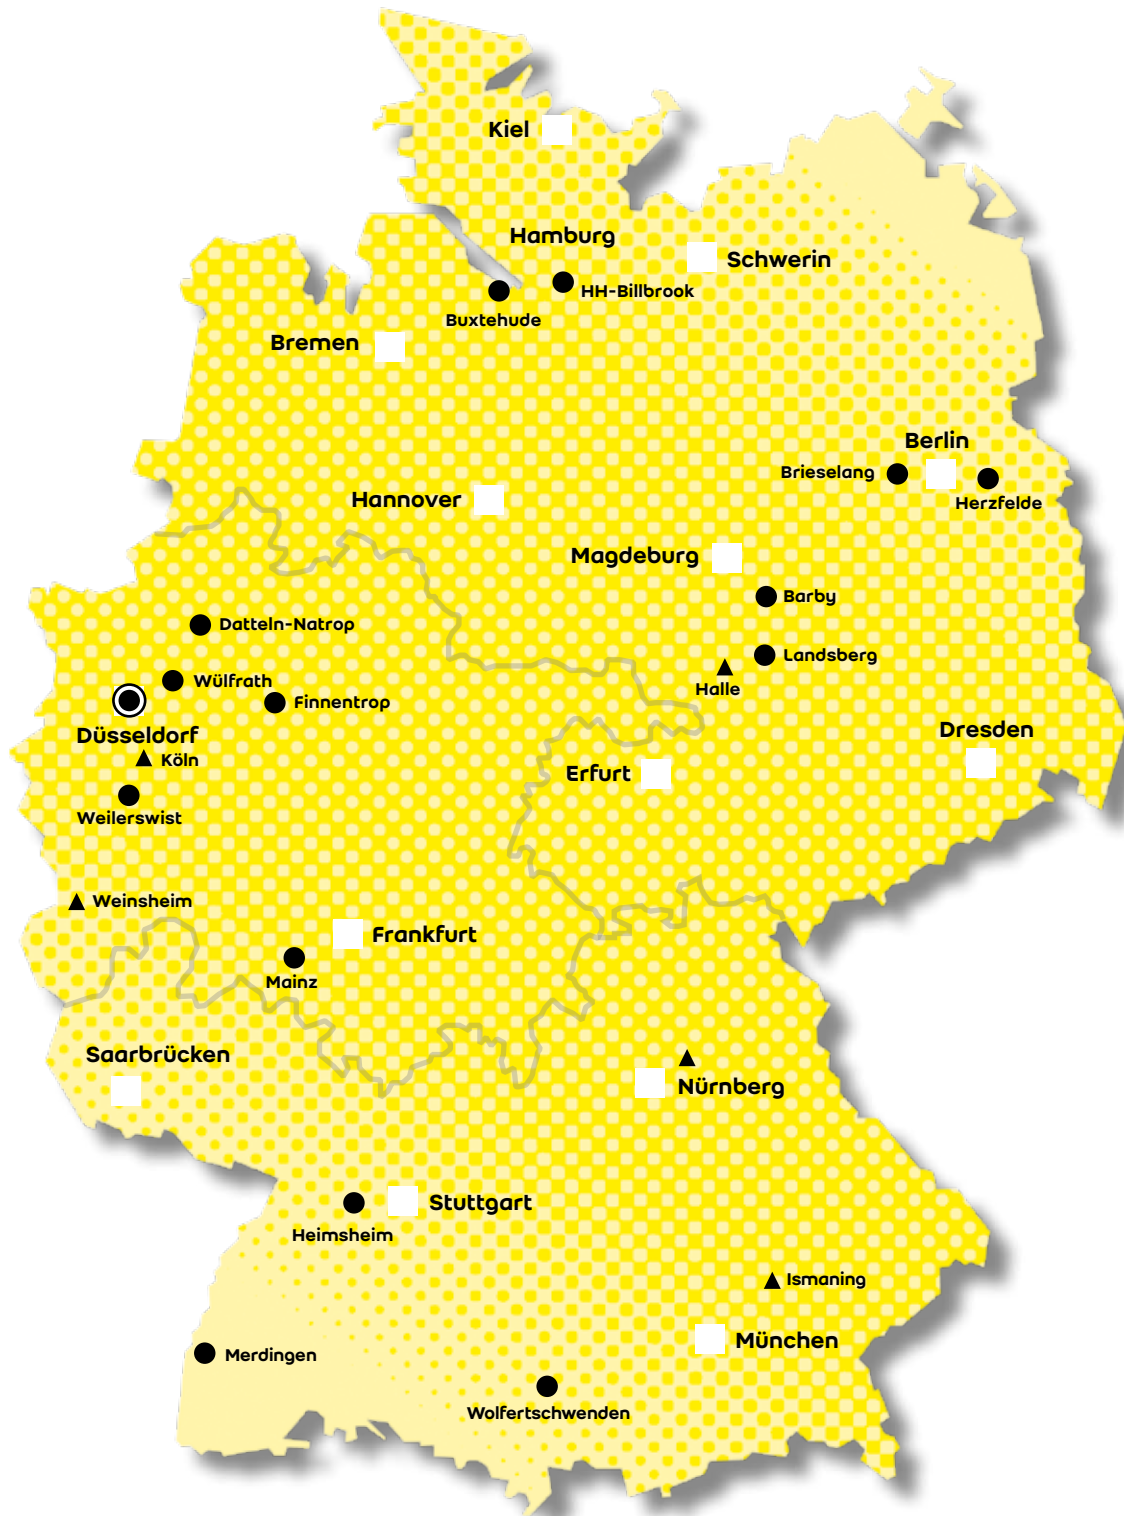 Kiel
Hamburg
Schwerin
HH-Billbrook
Buxtehude
Bremen
Berlin
Brieselang
Herzfelde
Hannover
Magdeburg
Barby
Datteln-Natrop
Landsberg
Wülfrath
Halle
Finnentrop
Düsseldorf
Dresden
Köln
Erfurt
Weilerswist
Weinsheim
Frankfurt
Mainz
Saarbrücken
Nürnberg
Stuttgart
Heimsheim
Ismaning
München
Merdingen
Wolfertschwenden